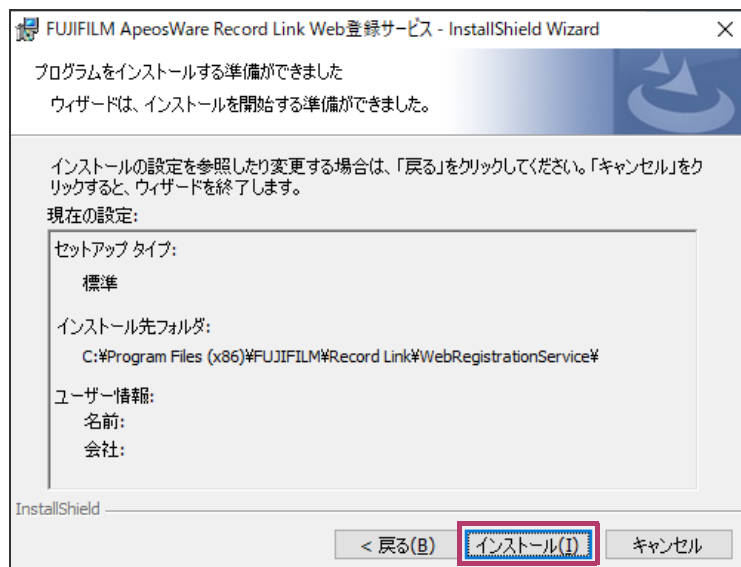 FUJIFILM ApeosWare Record Link Web登録サービス - InstallShield Wizard
プログラムをインストールする準備ができました
ウィザードは、インストールを開始する準備ができました。
インストールの設定を参照したり変更する場合は、「戻る」をクリックしてください。「キャンセル」をク
リックすると、ウィザードを終了します。
現在の設定:
セットアップ タイプ:
標準
インストール先フォルダ:
C:¥Program Files (x86)¥FUJIFILM¥Record Link¥WebRegistrationService¥
ユーザー情報:
名前:
会社:
InstallShield
< 戻る(B)
インストール(I)
キャンセル